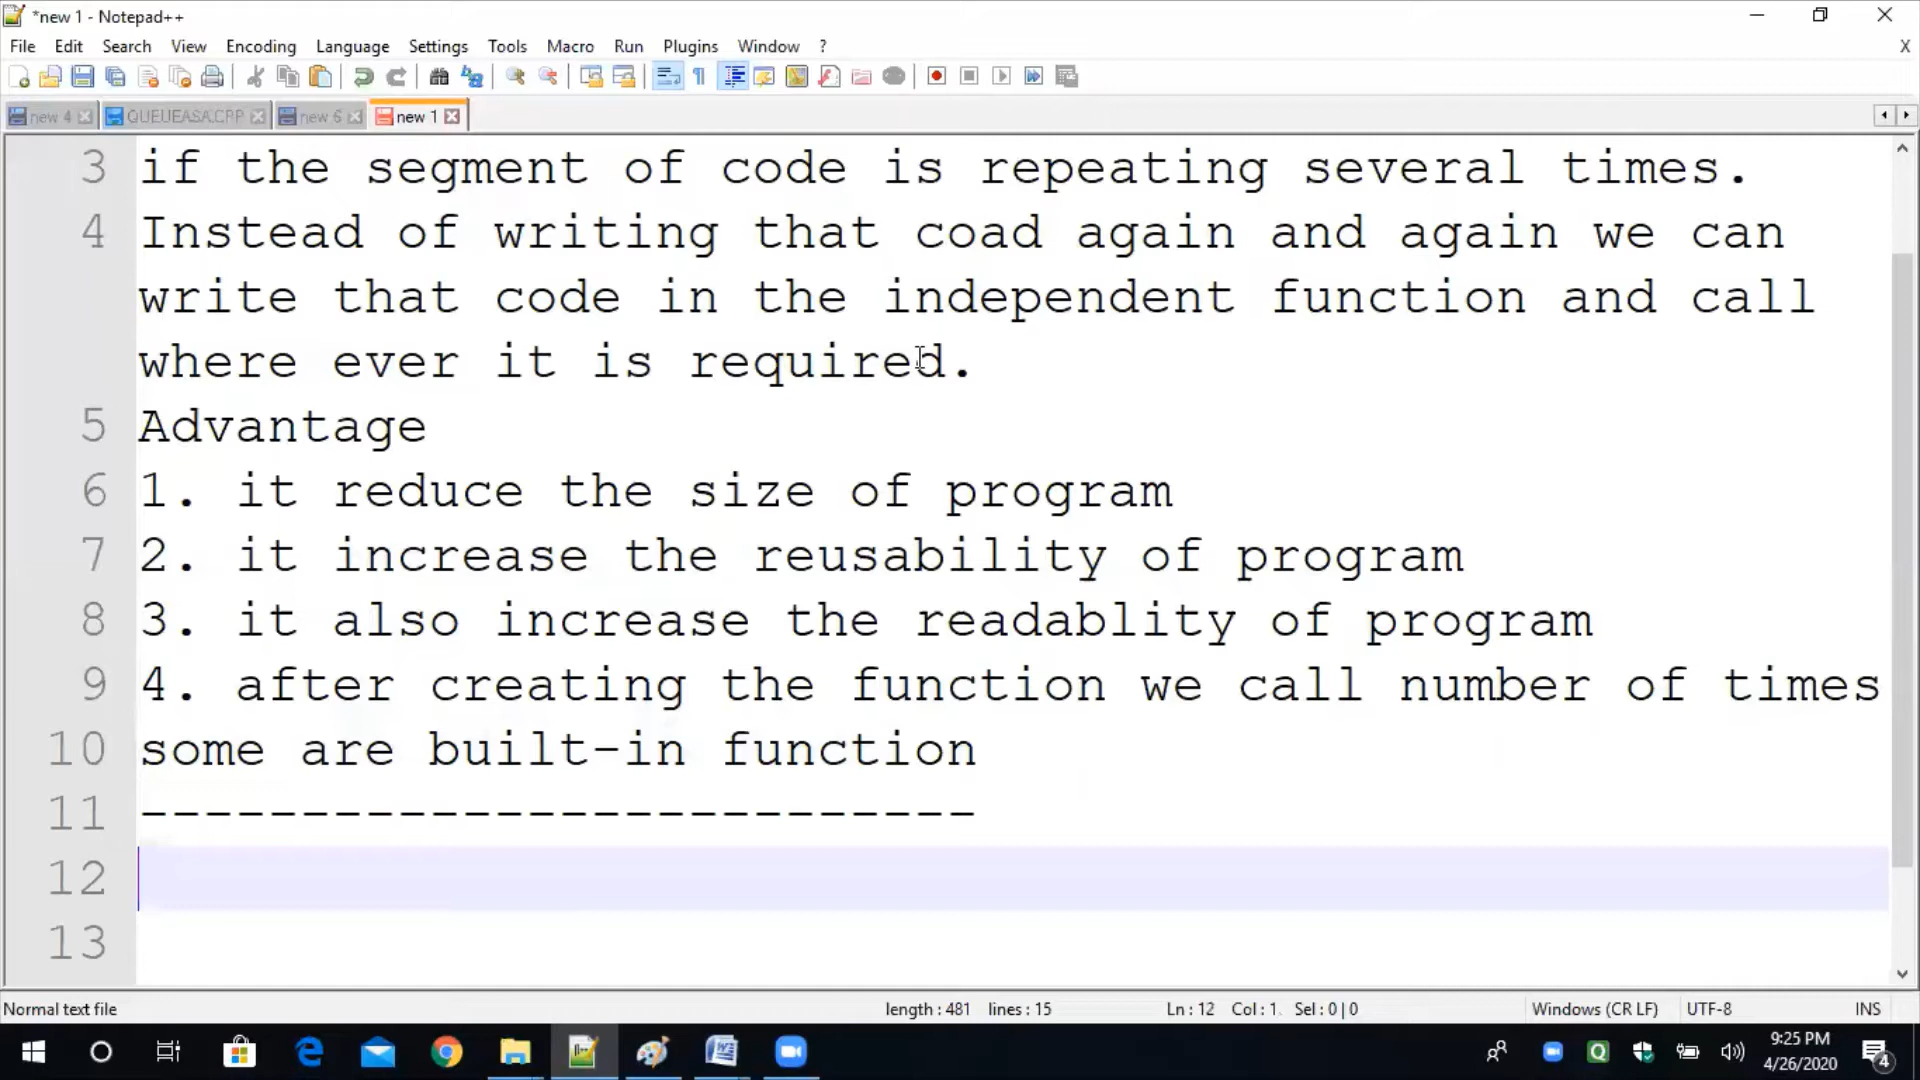 *new 1 - Notepad++
File Edit Search View Encoding Language Settings Tools Macro Run Plugins Window ? X
new 4 QUEUEASA.CPP new 6 new 1
3 if the segment of code is repeating several times.
4 Instead of writing that coad again and again we can
write that code in the independent function and call
where ever it is required.
5 Advantage
6 1. it reduce the size of program
7 2. it increase the reusability of program
8 3. it also increase the readablity of program
9 4. after creating the function we call number of times
10 some are built-in function
11 --------------------------
12
13
Normal text file length : 481 lines : 15 Ln : 12 Col : 1 Sel : 0 | 0 Windows (CR LF) UTF-8 INS
9:25 PM
4/26/2020
4